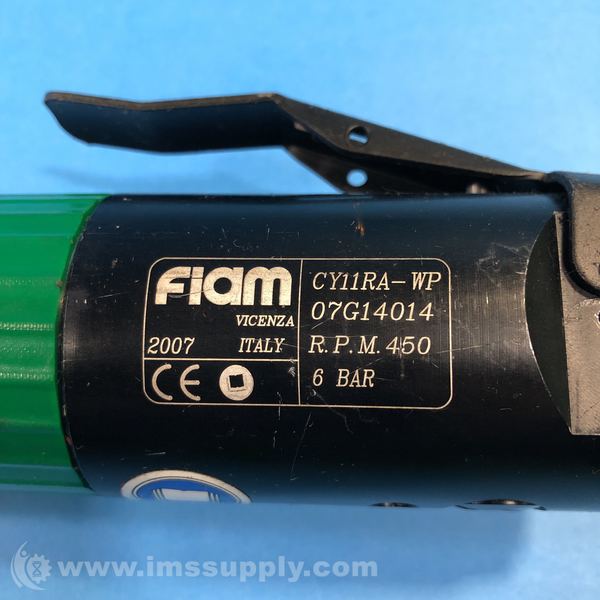 Fiam
VICENZA
2007 ITALY
CE
CY11RA-WP
07G14014
R.P.M. 450
6 BAR
www.imssupply.com